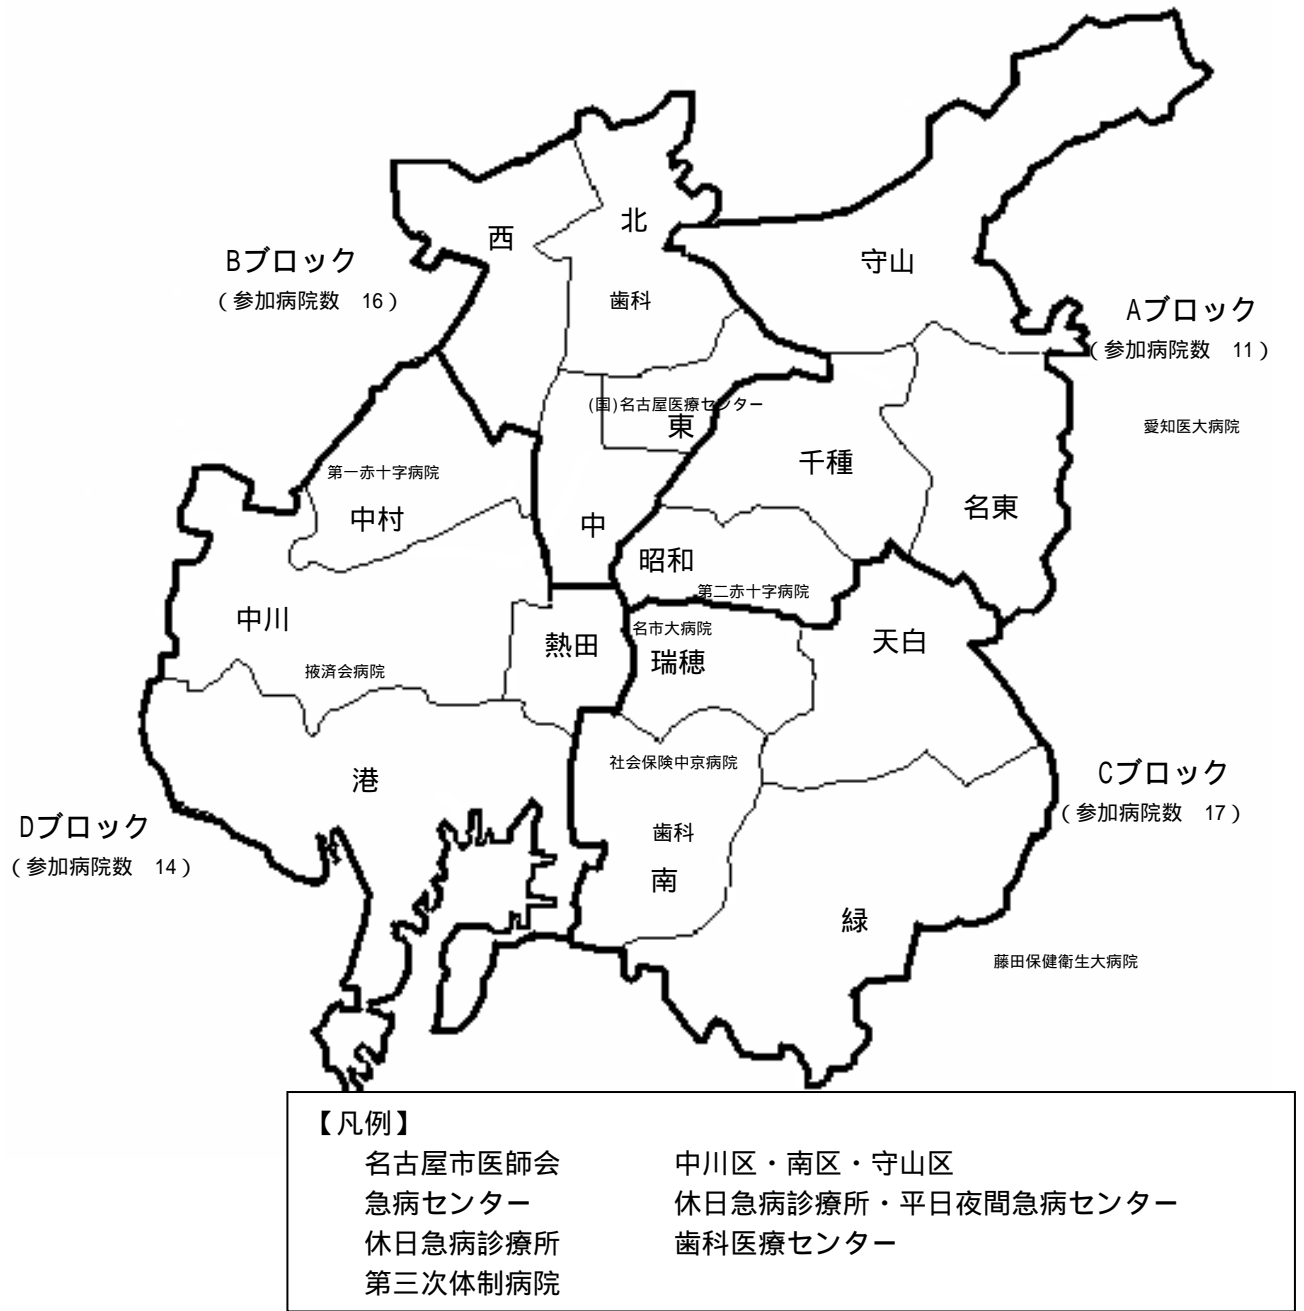 北
西
守山
Bブロック
（参加病院数　16）
歯科
Aブロック
（参加病院数　11）
(国)名古屋医療センター
東
愛知医大病院
千種
第一赤十字病院
名東
中村
中
昭和
第二赤十字病院
中川
名市大病院
熱田
天白
瑞穂
掖済会病院
社会保険中京病院
港
Cブロック
（参加病院数　17）
Dブロック
（参加病院数　14）
歯科
南
緑
藤田保健衛生大病院
【凡例】
名古屋市医師会　中川区・南区・守山区
急病センター　休日急病診療所・平日夜間急病センター
休日急病診療所　歯科医療センター
第三次体制病院